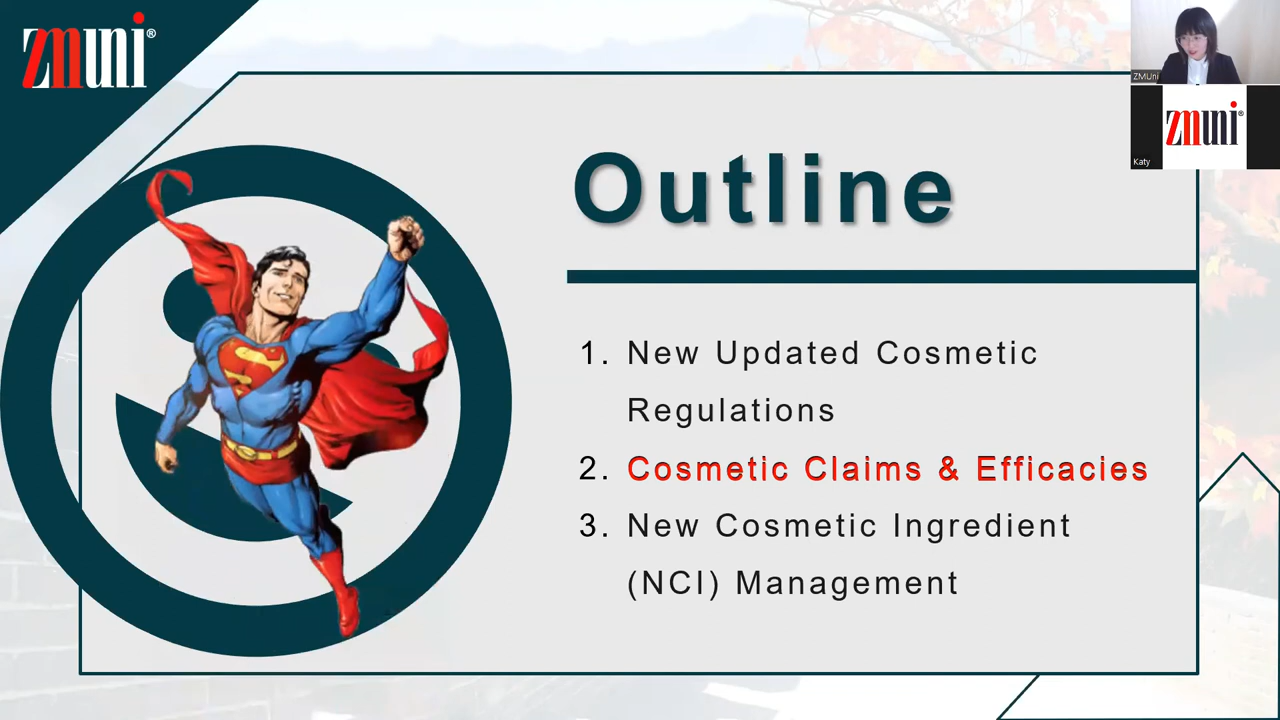 zmuni®
Outline
1. New Updated Cosmetic
Regulations
2. Cosmetic Claims & Efficacies
3. New Cosmetic Ingredient
(NCI) Management
ZMUni
zmuni®
Katy